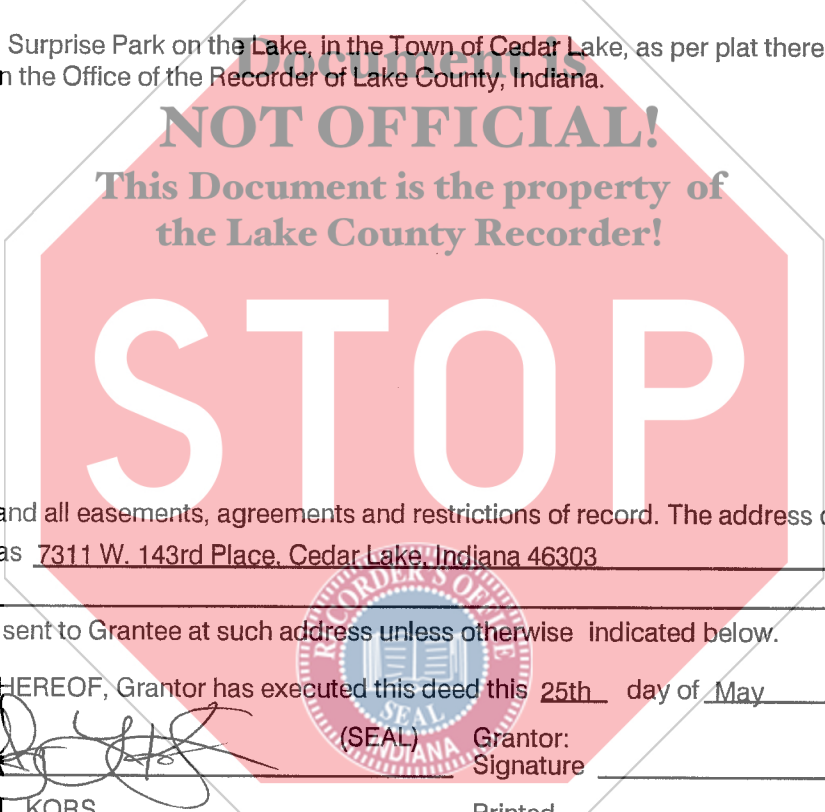 Surprise Park on the Lake, in the Town of Cedar Lake, as per plat there
n the Office of the Recorder of Lake County, Indiana.
Document is
NOT OFFICIAL!
This Document is the property of
the Lake County Recorder!
STOP
and all easements, agreements and restrictions of record. The address
as 7311 W. 143rd Place, Cedar Lake, Indiana 46303
sent to Grantee at such address unless otherwise indicated below.
HEREOF, Grantor has executed this deed this 25th day of May
(SEAL) Grantor:
Signature
KORS
Printed
RECORDER'S OFFICE
SEAL
INDIANA